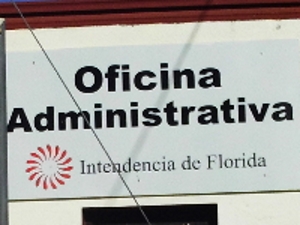 Oficina
Administrativa
Intendencia de Florida